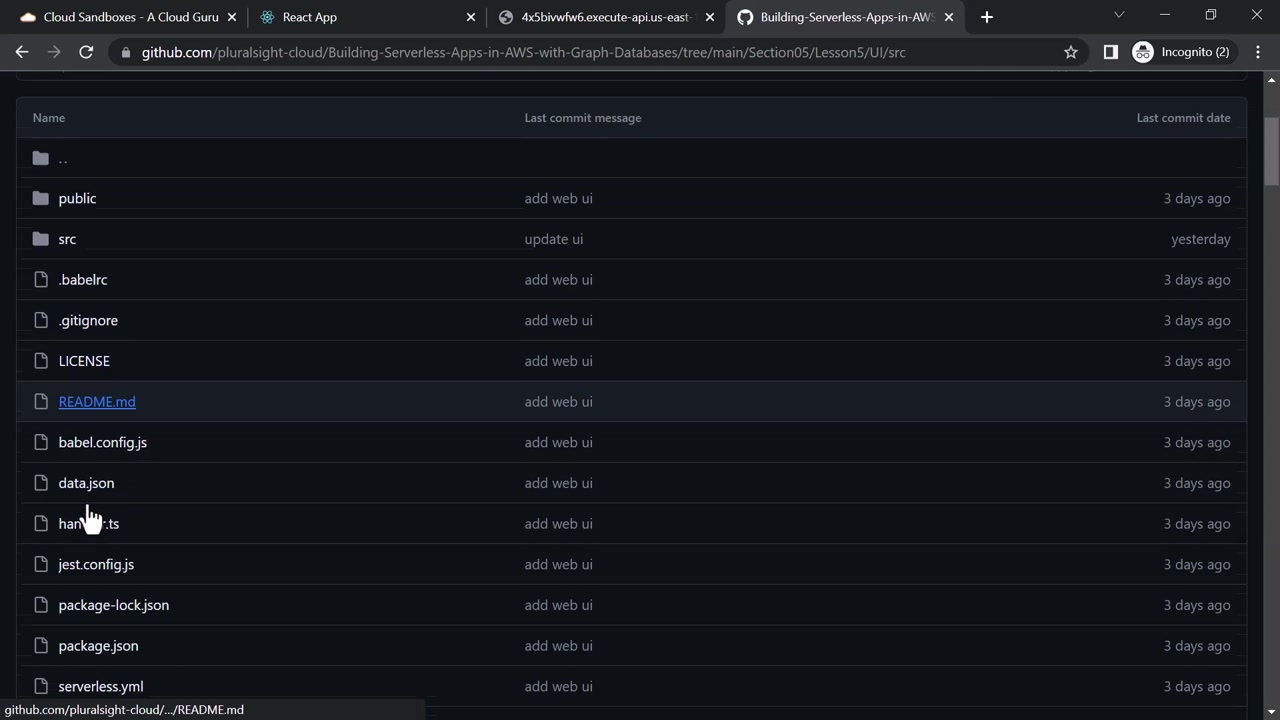 Cloud Sandboxes - A Cloud Guru
React App
4x5bivwfw6.execute-api.us-east-
Building-Serverless-Apps-in-AWS
github.com/pluralsight-cloud/Building-Serverless-Apps-in-AWS-with-Graph-Databases/tree/main/Section05/Lesson5/UI/src
Incognito (2)
Name Last commit message Last commit date
..
public add web ui 3 days ago
src update ui yesterday
.babelrc add web ui 3 days ago
.gitignore add web ui 3 days ago
LICENSE add web ui 3 days ago
README.md add web ui 3 days ago
babel.config.js add web ui 3 days ago
data.json add web ui 3 days ago
add web ui 3 days ago
jest.config.js add web ui 3 days ago
package-lock.json add web ui 3 days ago
package.json add web ui 3 days ago
serverless.yml add web ui 3 days ago
github.com/pluralsight-cloud/.../README.md